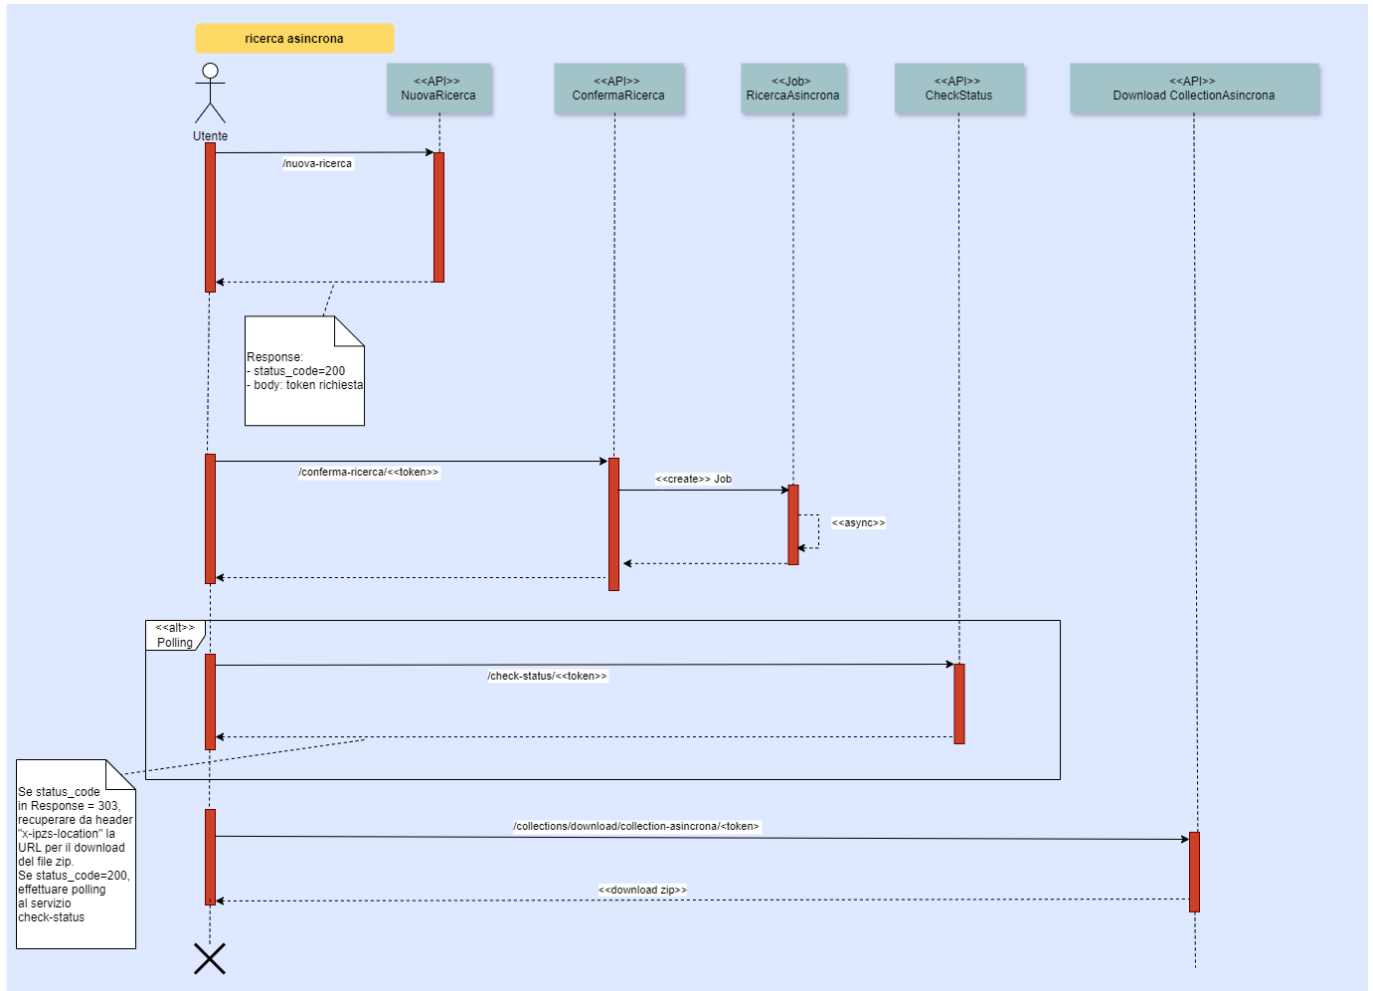 ricerca asincrona
<<API>>
NuovaRicerca
<<API>>
ConfermaRicerca
<<Job>
RicercaAsincrona
<<API>>
CheckStatus
<<API>>
Download CollectionAsincrona
Utente
/nuova-ricerca
Response:
- status_code=200
- body: token richiesta
/conferma-ricerca/<<token>>
<<create>> Job
<<async>>
<<alt>>
Polling
/check-status/<<token>>
Se status_code
in Response = 303,
recuperare da header
"x-ipzs-location" la
URL per il download
del file zip.
Se status_code=200,
effettuare polling
al servizio
check-status
/collections/download/collection-asincrona/<token>
<<download zip>>